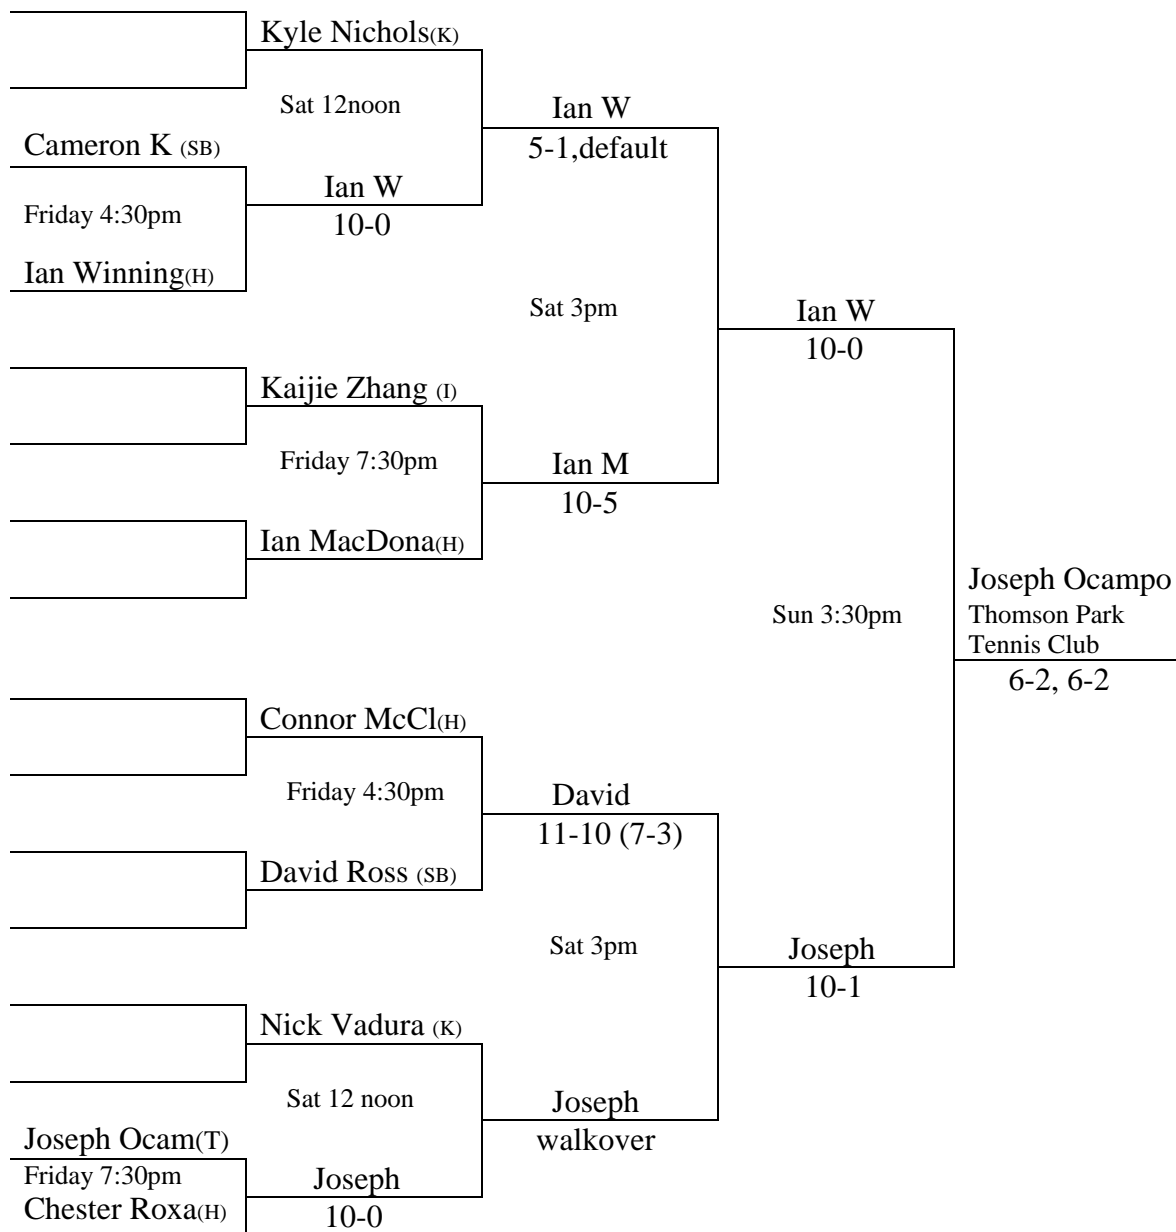 Kyle Nichols(K)
Sat 12noon
Ian W
5-1,default
Cameron K (SB)
Friday 4:30pm
Ian W
10-0
Ian Winning(H)
Sat 3pm
Ian W
10-0
Kaijie Zhang (I)
Friday 7:30pm
Ian M
10-5
Ian MacDona(H)
Joseph Ocampo
Thomson Park
Tennis Club
6-2, 6-2
Sun 3:30pm
Connor McCl(H)
Friday 4:30pm
David
11-10 (7-3)
David Ross (SB)
Sat 3pm
Joseph
10-1
Nick Vadura (K)
Sat 12 noon
Joseph
walkover
Joseph Ocam(T)
Friday 7:30pm
Chester Roxa(H)
Joseph
10-0